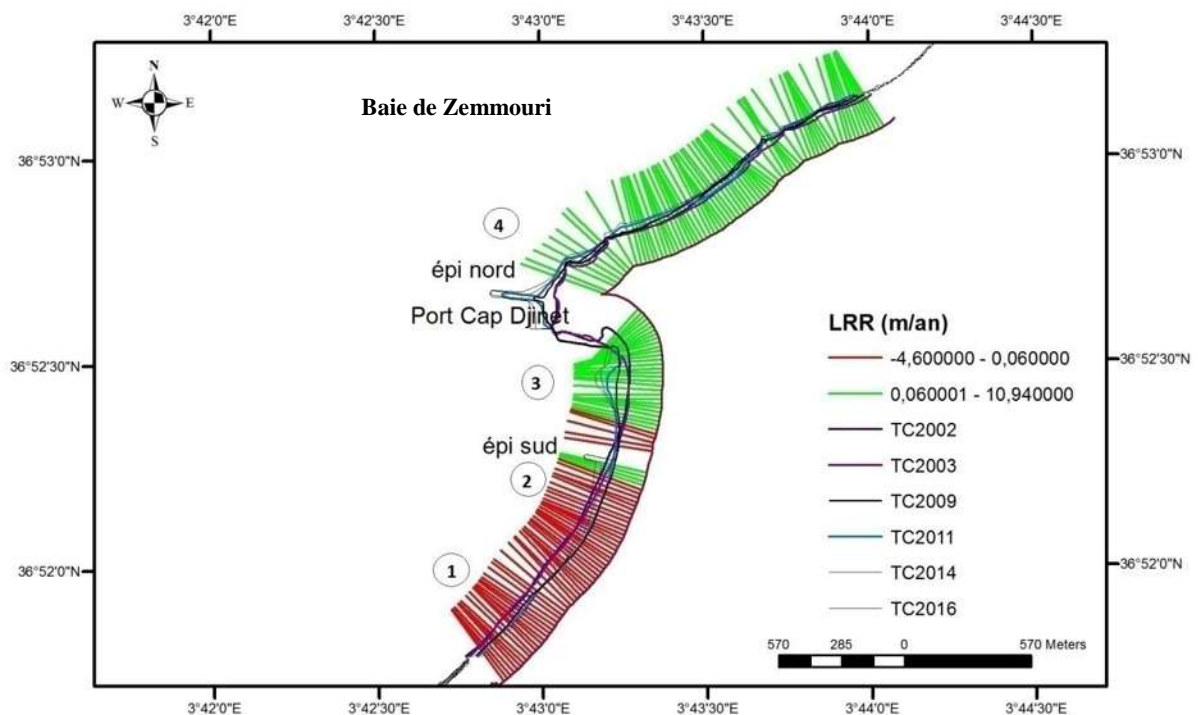 3°42'0"E 3°42'30"E 3°43'0"E 3°43'30"E 3°44'0"E 3°44'30"E
N
W E
S
Baie de Zemmouri
36°53'0"N 36°53'0"N
4
épi nord
Port Cap Djinet
36°52'30"N 36°52'30"N
3
épi sud
2
1
36°52'0"N 36°52'0"N
LRR (m/an)
-4,600000 - 0,060000
0,060001 - 10,940000
TC2002
TC2003
TC2009
TC2011
TC2014
TC2016
570 285 0 570 Meters
3°42'0"E 3°42'30"E 3°43'0"E 3°43'30"E 3°44'0"E 3°44'30"E